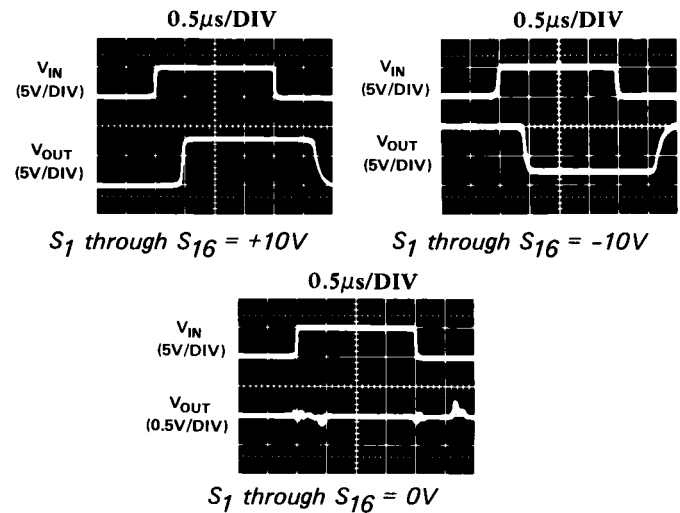 0.5μs/DIV
V_IN
(5V/DIV)
V_OUT
(5V/DIV)
S_1 through S_16 = +10V
0.5μs/DIV
V_IN
(5V/DIV)
V_OUT
(5V/DIV)
S_1 through S_16 = -10V
0.5μs/DIV
V_IN
(5V/DIV)
V_OUT
(0.5V/DIV)
S_1 through S_16 = 0V